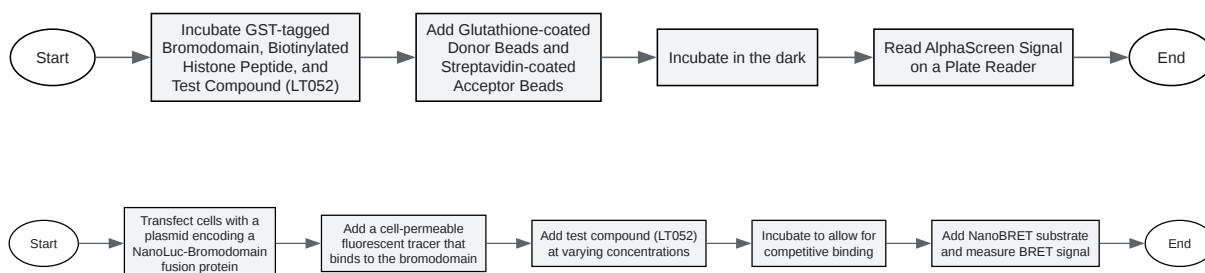 Start
Incubate GST-tagged
Bromodomain, Biotinylated
Histone Peptide, and
Test Compound (LT052)
Add Glutathione-coated
Donor Beads and
Streptavidin-coated
Acceptor Beads
Incubate in the dark
Read AlphaScreen Signal
on a Plate Reader
End
Start
Transfect cells with a
plasmid encoding a
NanoLuc-Bromodomain
fusion protein
Add a cell-permeable
fluorescent tracer that
binds to the bromodomain
Add test compound (LT052)
at varying concentrations
Incubate to allow for
competitive binding
Add NanoBRET substrate
and measure BRET signal
End